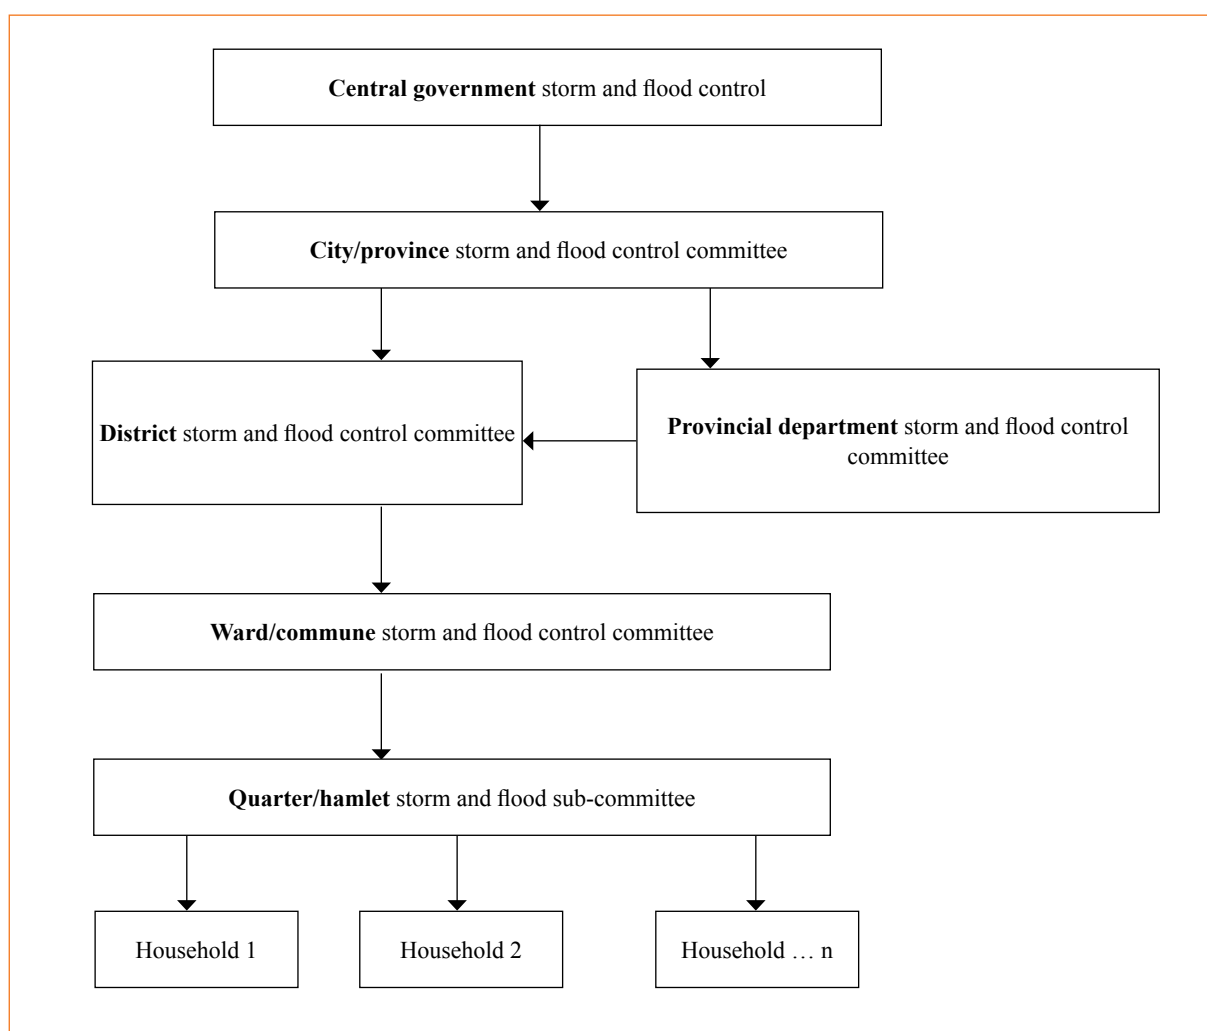 Central government storm and flood control
City/province storm and flood control committee
District storm and flood control committee
Provincial department storm and flood control
committee
Ward/commune storm and flood control committee
Quarter/hamlet storm and flood sub-committee
Household 1
Household 2
Household … n